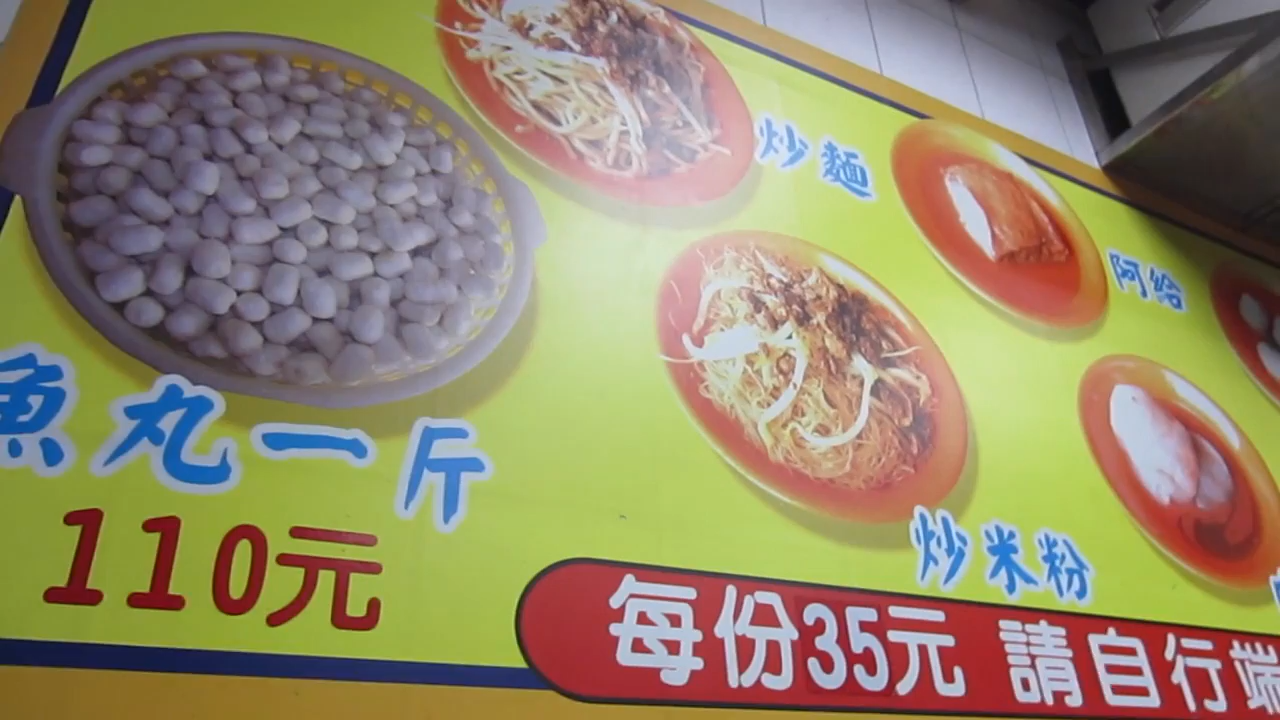 炒麵
阿給
魚丸一斤
110元
炒米粉
每份35元 請自行端